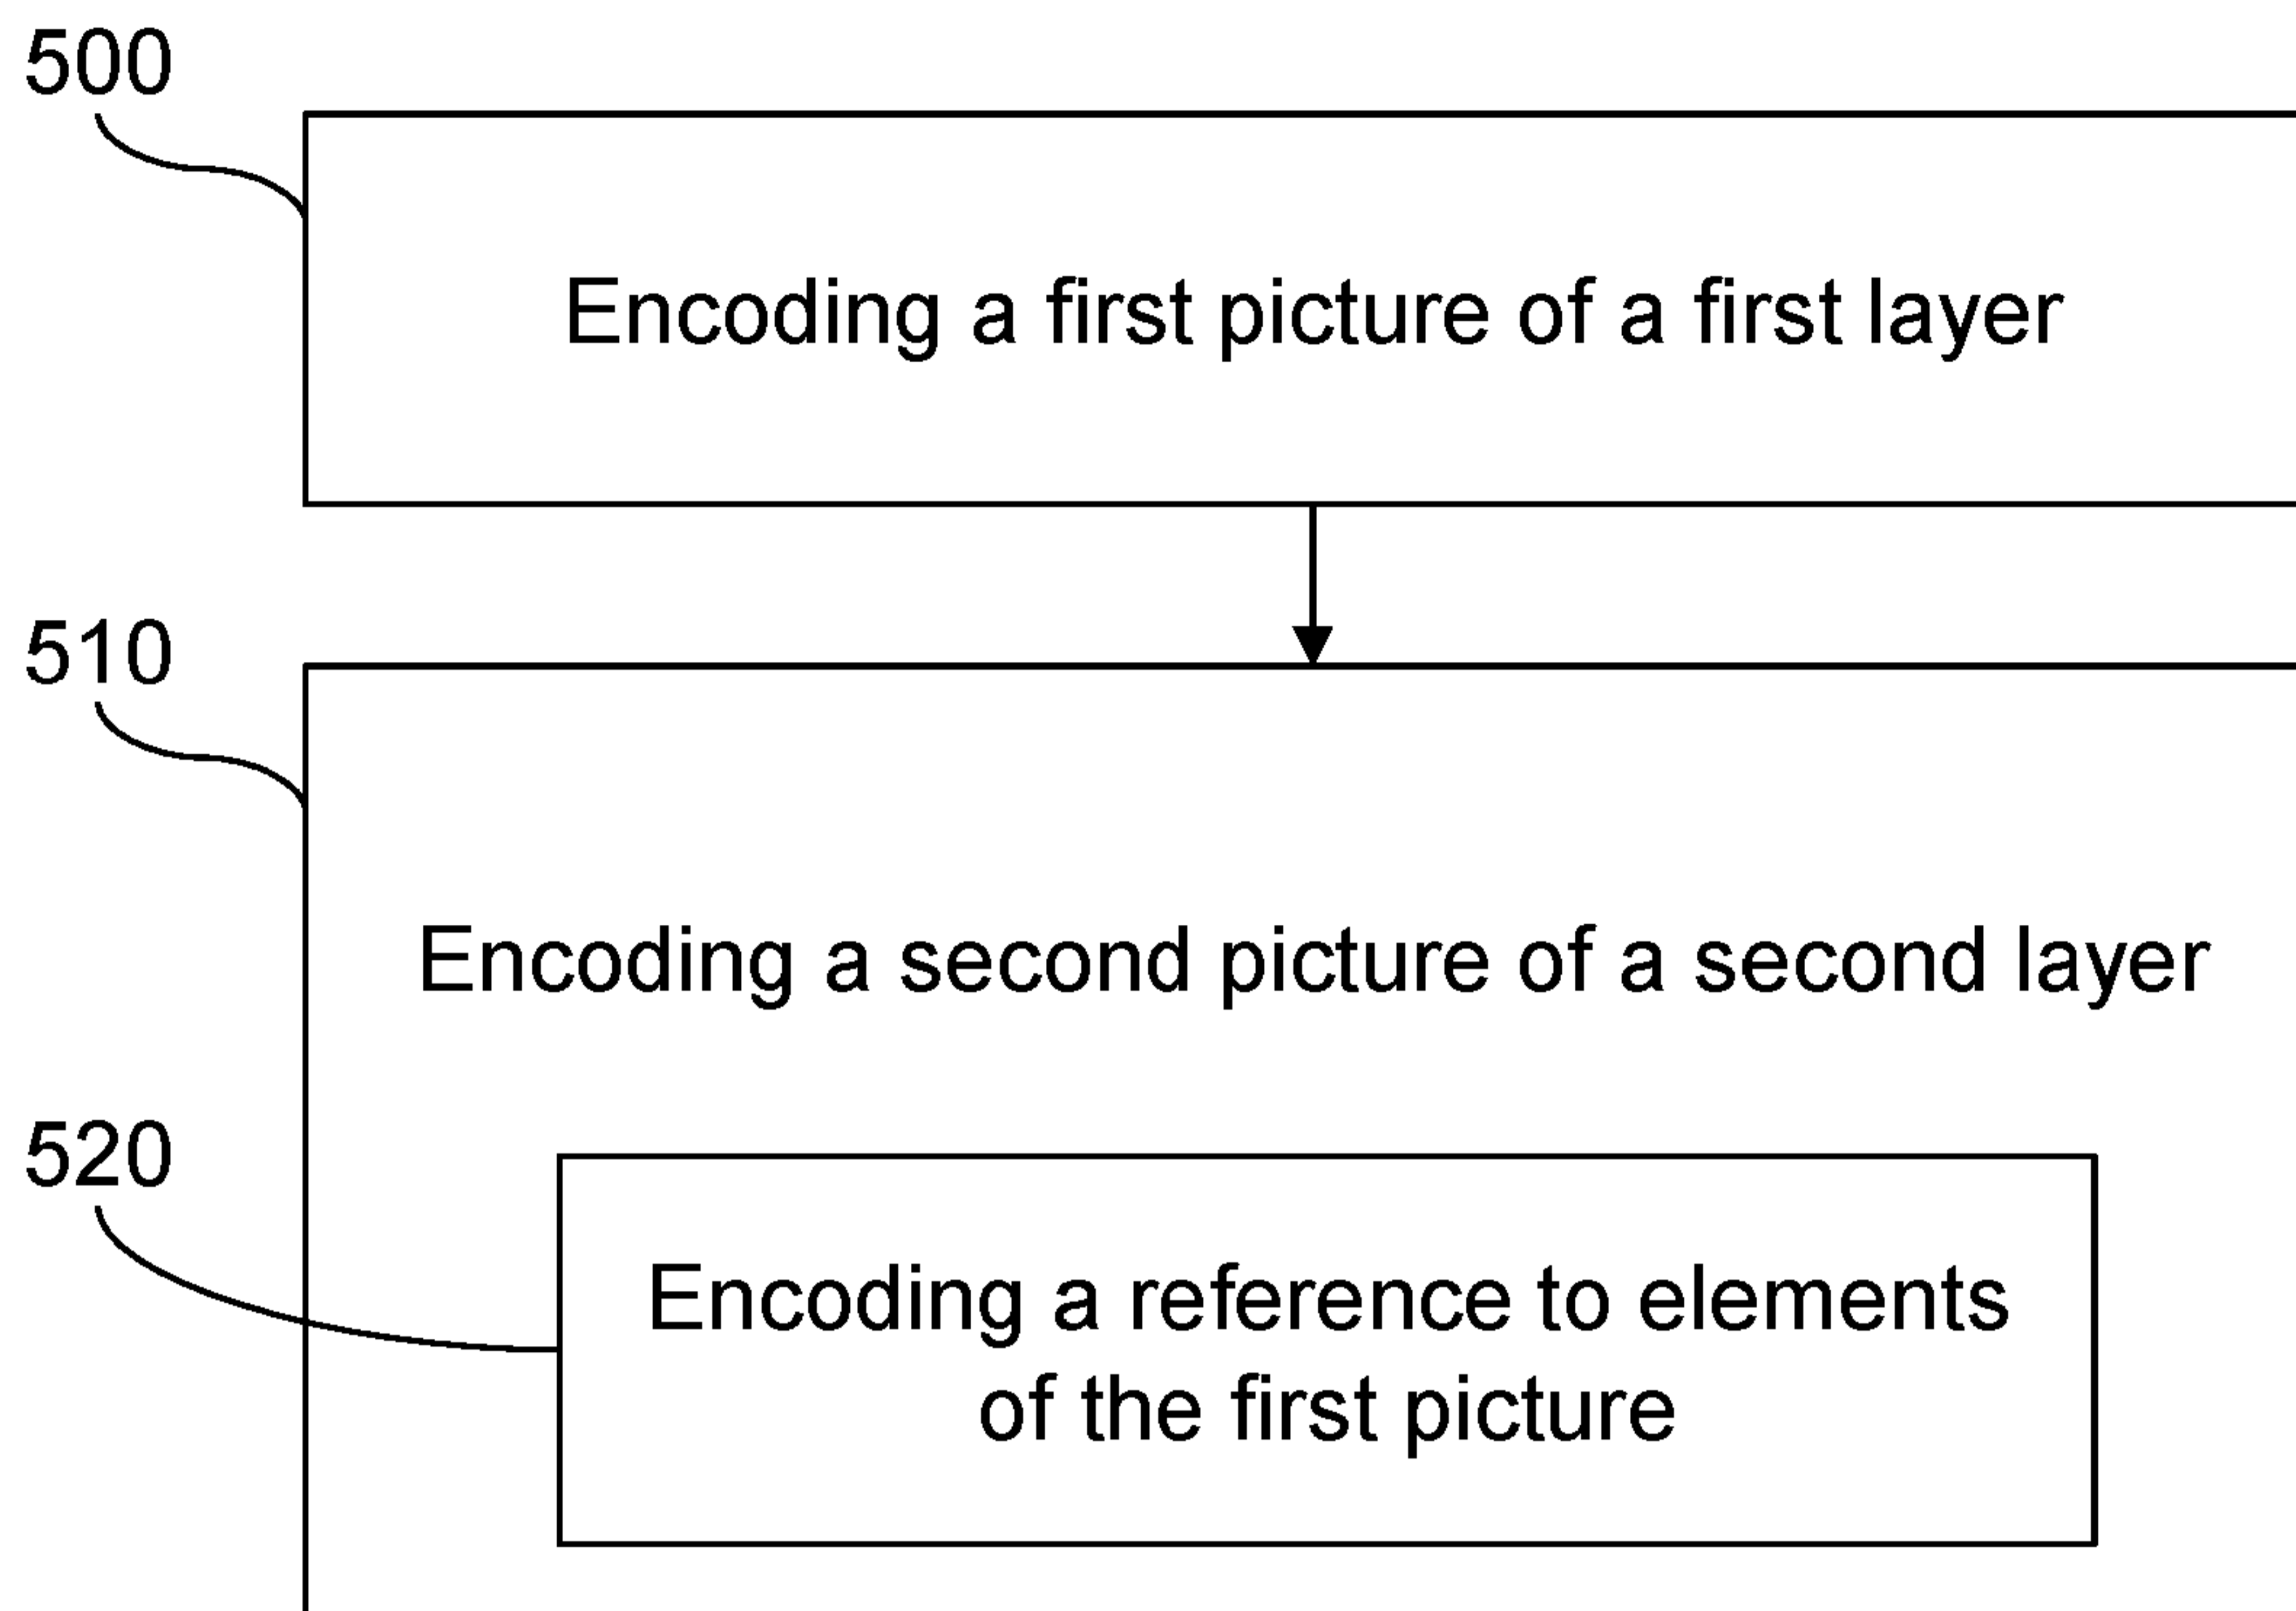 500
Encoding a first picture of a first layer
510
Encoding a second picture of a second layer
520
Encoding a reference to elements
of the first picture